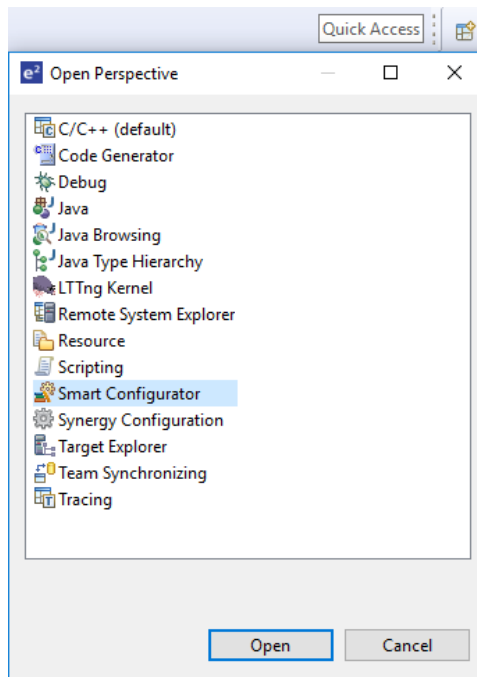 Quick Access
e² Open Perspective
C/C++ (default)
Code Generator
Debug
Java
Java Browsing
Java Type Hierarchy
LTTng Kernel
Remote System Explorer
Resource
Scripting
Smart Configurator
Synergy Configuration
Target Explorer
Team Synchronizing
Tracing
Open Cancel